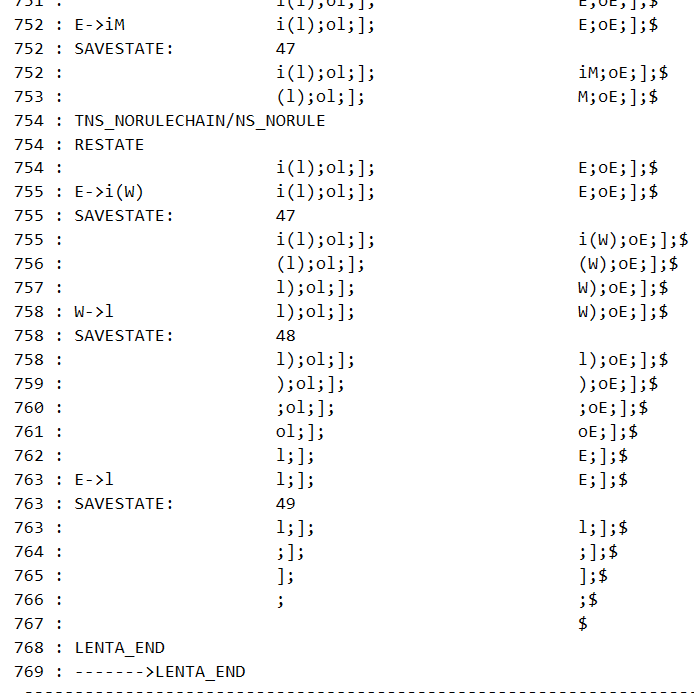 751 :                     i(l);ol;];                    E;oE;];$
752 : E->iM               i(l);ol;];                    E;oE;];$
752 : SAVESTATE:          47
752 :                     i(l);ol;];                    iM;oE;];$
753 :                     (l);ol;];                     M;oE;];$
754 : TNS_NORULECHAIN/NS_NORULE
754 : RESTATE
754 :                     i(l);ol;];                    E;oE;];$
755 : E->i(W)             i(l);ol;];                    E;oE;];$
755 : SAVESTATE:          47
755 :                     i(l);ol;];                    i(W);oE;];$
756 :                     (l);ol;];                     (W);oE;];$
757 :                     l);ol;];                      W);oE;];$
758 : W->l                l);ol;];                      W);oE;];$
758 : SAVESTATE:          48
758 :                     l);ol;];                      l);oE;];$
759 :                     );ol;];                       );oE;];$
760 :                     ;ol;];                        ;oE;];$
761 :                     ol;];                         oE;];$
762 :                     l;];                          E;];$
763 : E->l                l;];                          E;];$
763 : SAVESTATE:          49
763 :                     l;];                          l;];$
764 :                     ;];                           ;];$
765 :                     ];                            ];$
766 :                     ;                             ;$
767 :                                                   $
768 : LENTA_END
769 : ------->LENTA_END